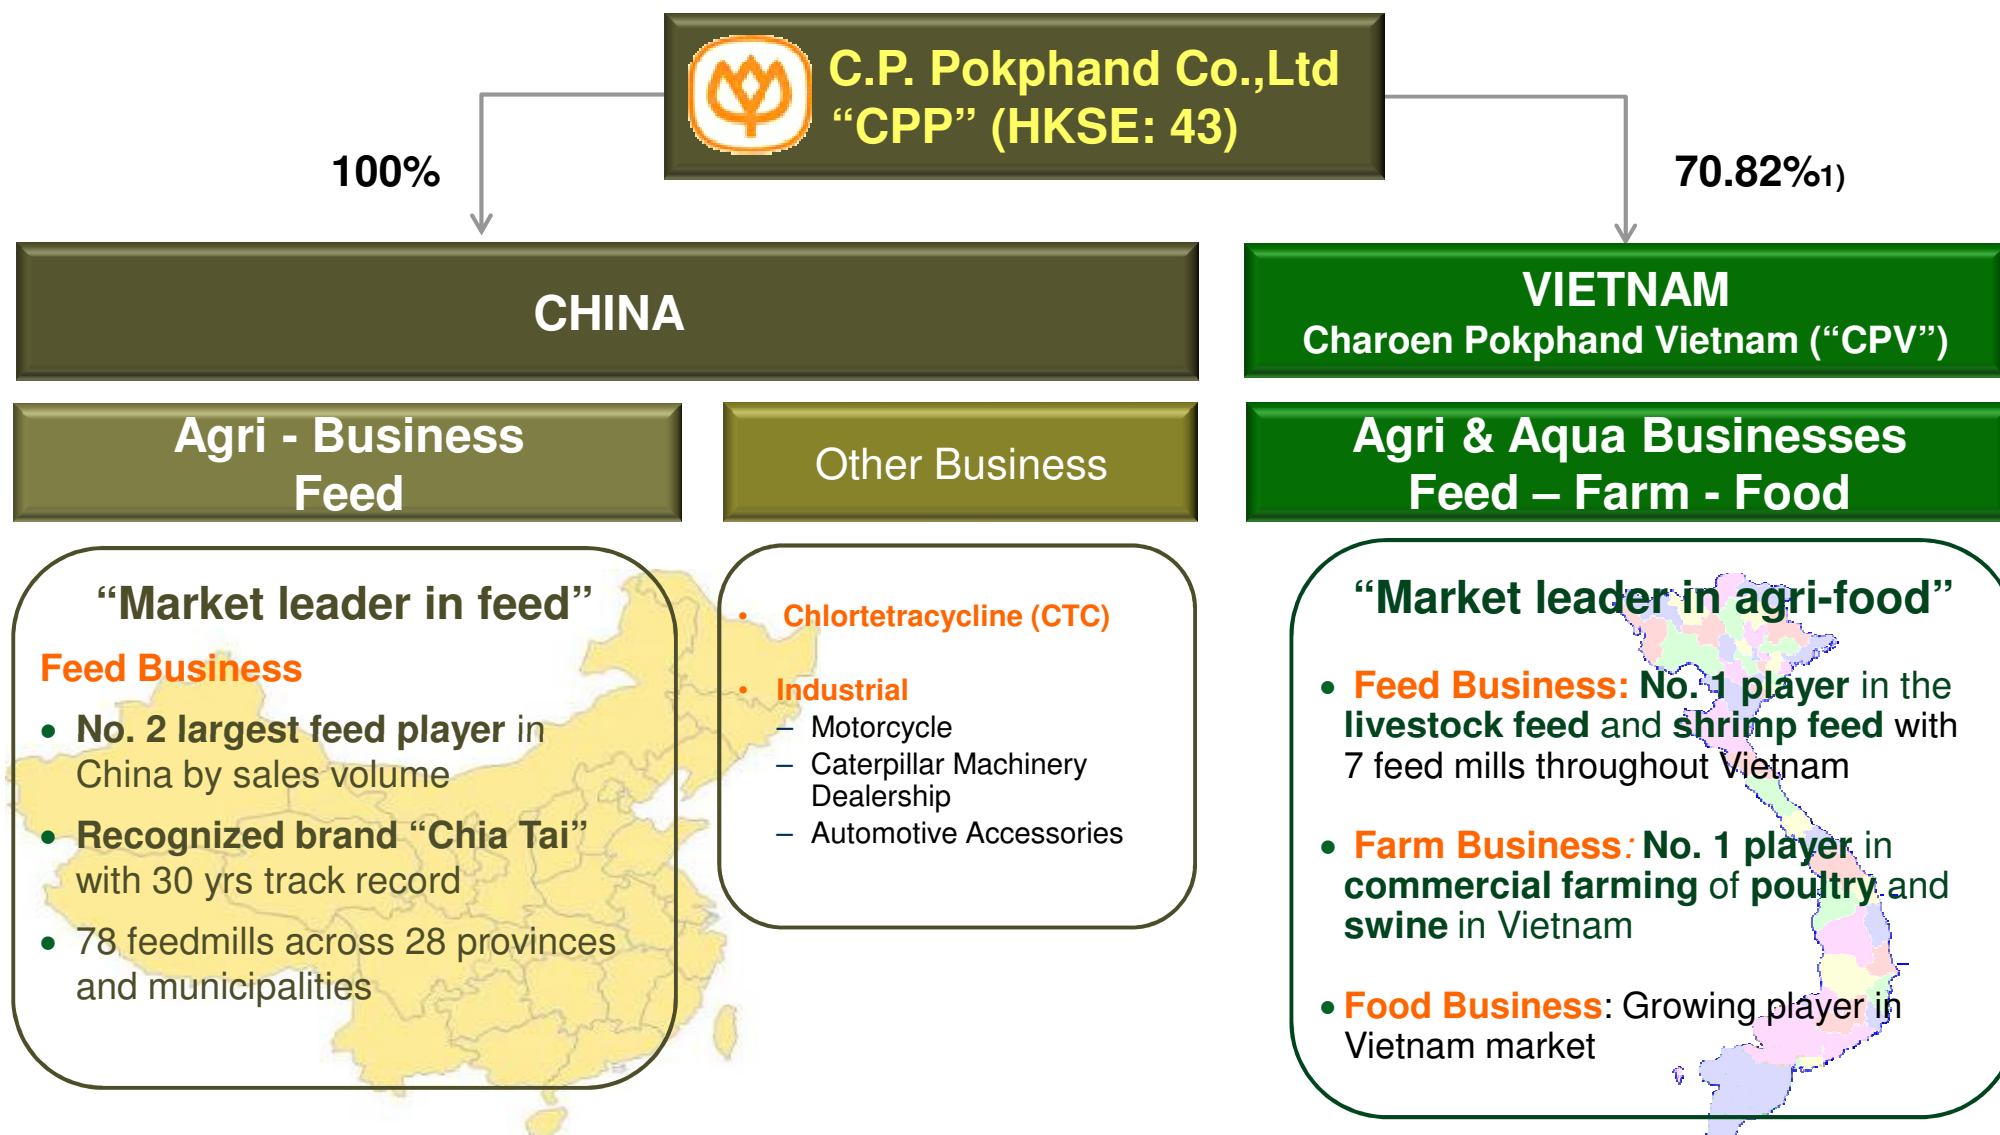 C.P. Pokphand Co.,Ltd
“CPP” (HKSE: 43)
100%
70.82%1)
CHINA
VIETNAM
Charoen Pokphand Vietnam (“CPV”)
Agri - Business
Feed
Other Business
Agri & Aqua Businesses
Feed – Farm - Food
“Market leader in feed”
Feed Business
• No. 2 largest feed player in
China by sales volume
• Recognized brand “Chia Tai”
with 30 yrs track record
• 78 feedmills across 28 provinces
and municipalities
• Chlortetracycline (CTC)
• Industrial
– Motorcycle
– Caterpillar Machinery
Dealership
– Automotive Accessories
“Market leader in agri-food”
• Feed Business: No. 1 player in the
livestock feed and shrimp feed with
7 feed mills throughout Vietnam
• Farm Business: No. 1 player in
commercial farming of poultry and
swine in Vietnam
• Food Business: Growing player in
Vietnam market